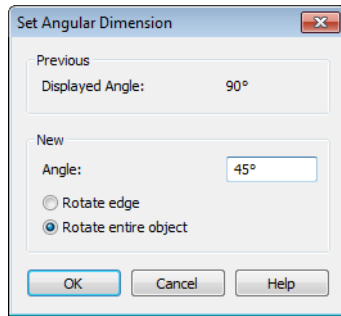 Set Angular Dimension
Previous
Displayed Angle: 90°
New
Angle: 45°
Rotate edge
Rotate entire object
OK Cancel Help